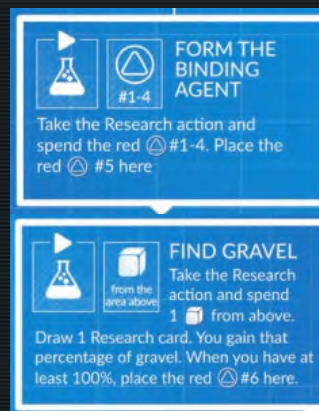 FORM THE
BINDING
AGENT
#1-4
Take the Research action and
spend the red #1-4. Place the
red #5 here
FIND GRAVEL
from the
area above
Take the Research
action and spend
1 from above.
Draw 1 Research card. You gain that
percentage of gravel. When you have at
least 100%, place the red #6 here.